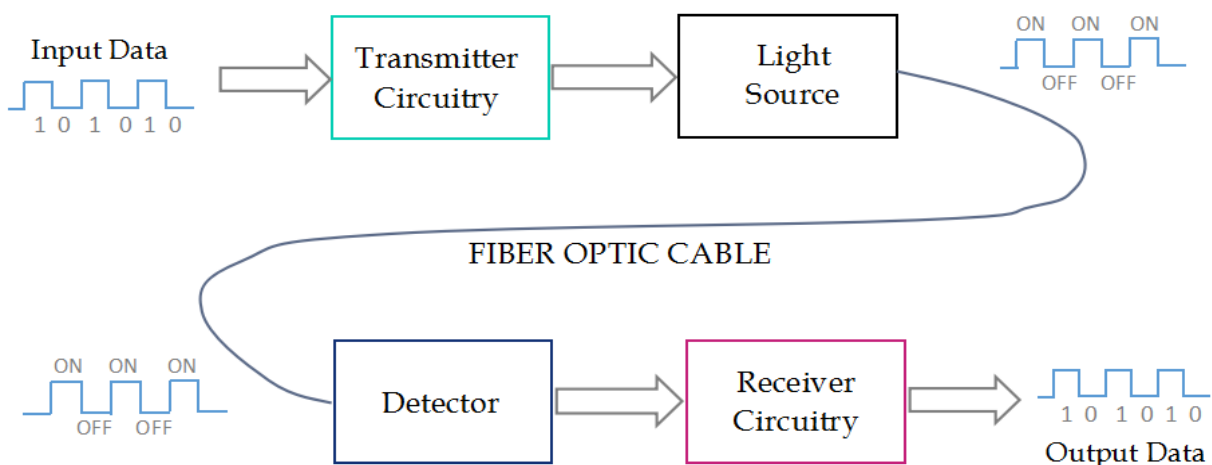 Input Data
1 0 1 0 1 0
Transmitter
Circuitry
Light
Source
ON ON ON
OFF OFF
FIBER OPTIC CABLE
ON ON ON
OFF OFF
Detector
Receiver
Circuitry
1 0 1 0 1 0
Output Data